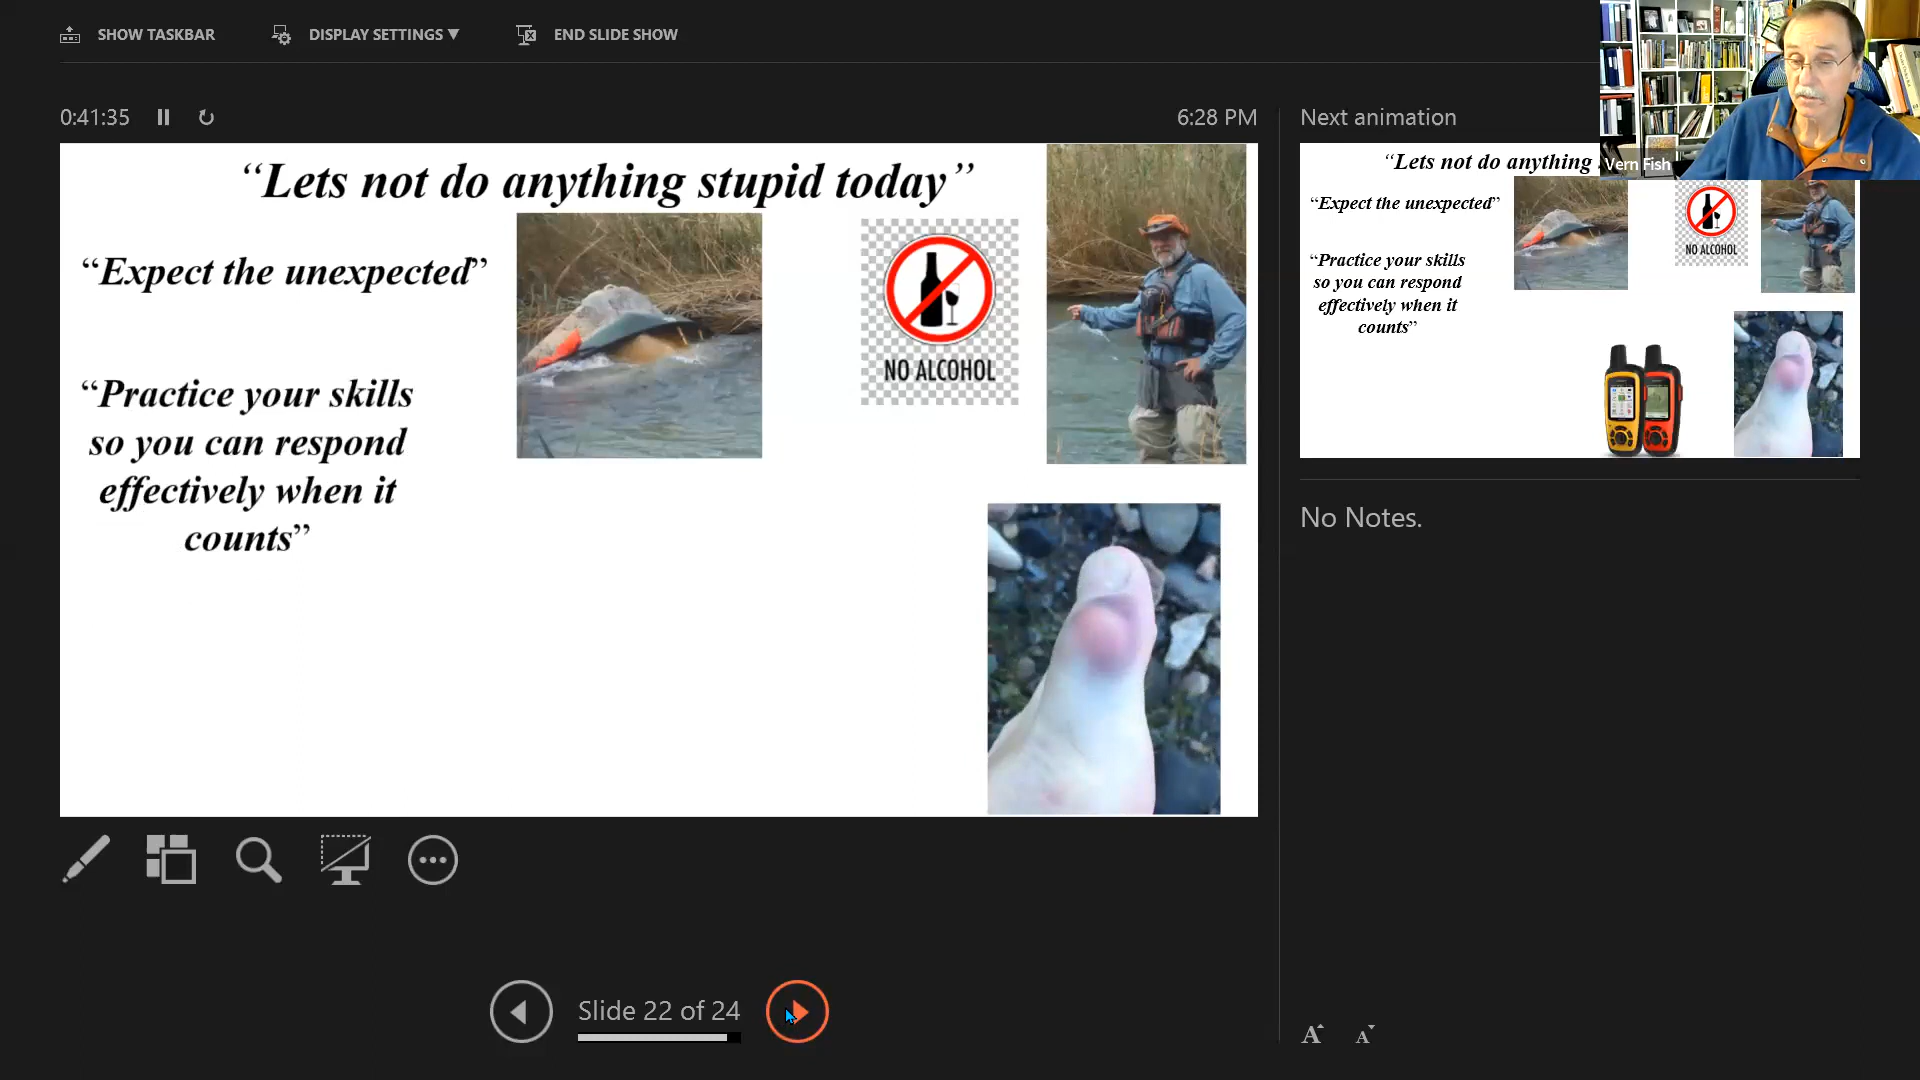 SHOW TASKBAR
DISPLAY SETTINGS ▼
END SLIDE SHOW
0:41:35
6:28 PM
“Lets not do anything stupid today”
“Expect the unexpected”
“Practice your skills
so you can respond
effectively when it
counts”
NO ALCOHOL
Slide 22 of 24
Next animation
“Lets not do anything
“Expect the unexpected”
“Practice your skills
so you can respond
effectively when it
counts”
NO ALCOHOL
Vern Fish
No Notes.
A
A